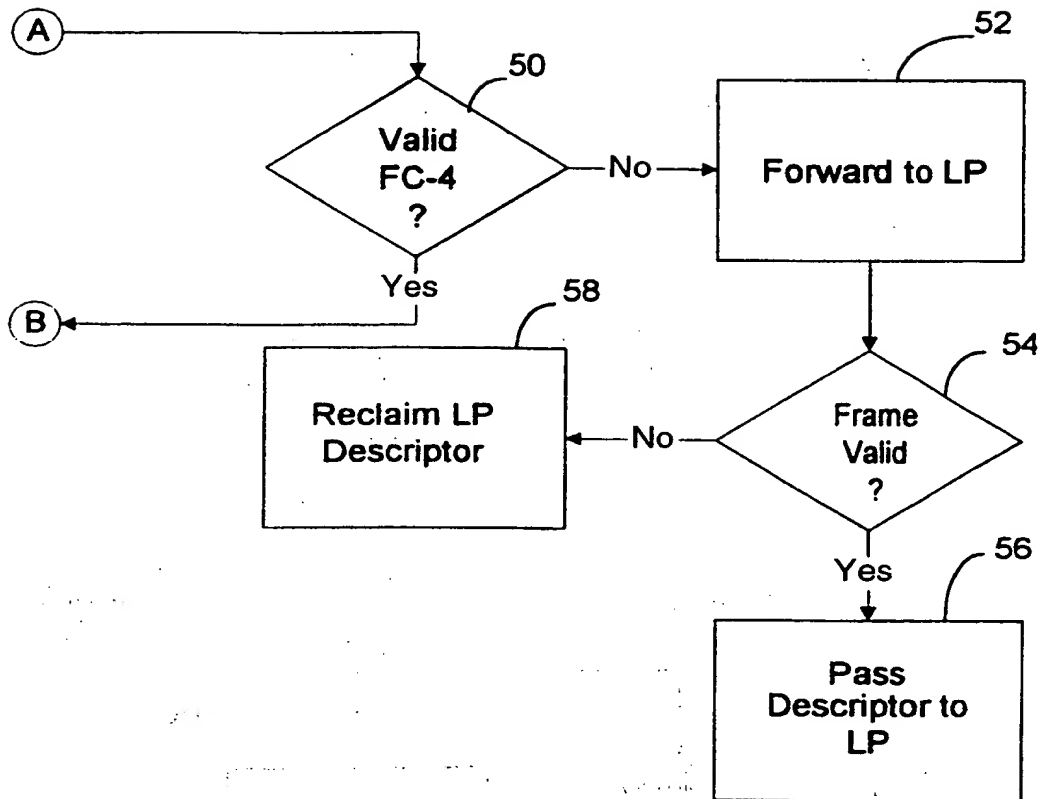 A
50
Valid
FC-4
?
No
52
Forward to LP
Yes
B
58
Reclaim LP
Descriptor
No
54
Frame
Valid
?
Yes
56
Pass
Descriptor to
LP